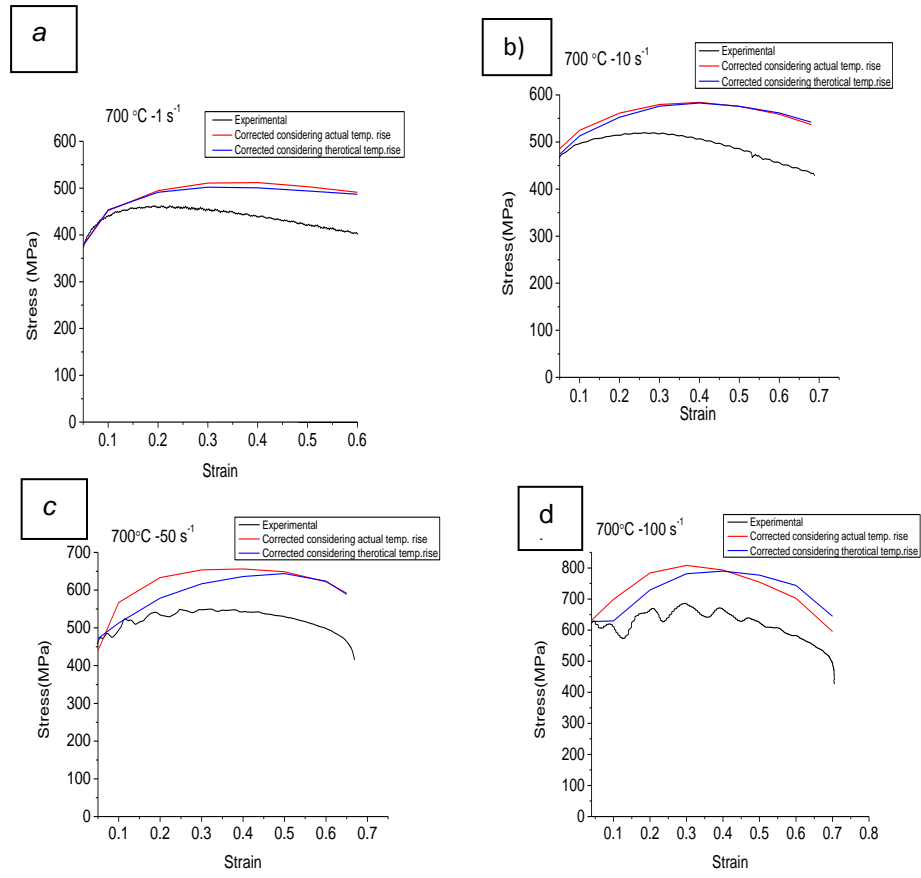 a
700 °C -1 s-1
Experimental
Corrected considering actual temp. rise
Corrected considering therotical temp.rise
600
500
400
300
200
100
0
Stress (MPa)
0.1 0.2 0.3 0.4 0.5 0.6
Strain
b)
700 °C -10 s-1
Experimental
Corrected considering actual temp. rise
Corrected considering therotical temp.rise
600
500
400
300
200
100
0
Stress(MPa)
0.1 0.2 0.3 0.4 0.5 0.6 0.7
Strain
c
700°C -50 s-1
Experimental
Corrected considering actual temp. rise
Corrected considering therotical temp.rise
700
600
500
400
300
200
100
0
Stress(MPa)
0.1 0.2 0.3 0.4 0.5 0.6 0.7
Strain
d
.
700°C -100 s-1
Experimental
Corrected considering actual temp. rise
Corrected considering therotical temp.rise
800
700
600
500
400
300
200
100
0
Stress(MPa)
0.1 0.2 0.3 0.4 0.5 0.6 0.7 0.8
Strain